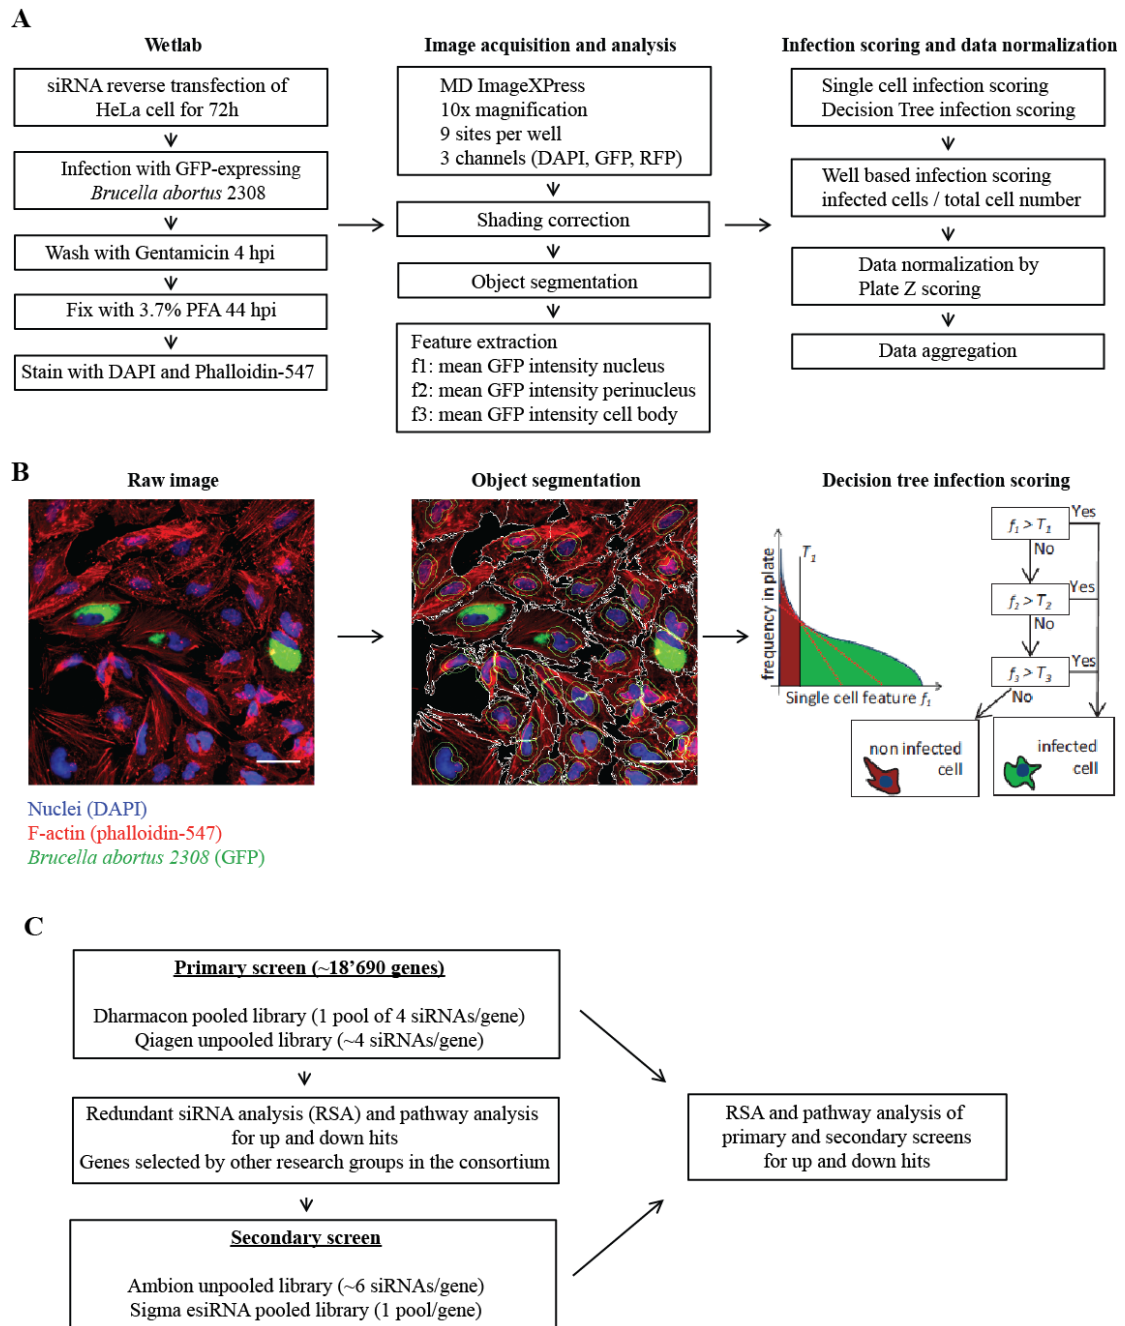 A
Wetlab
siRNA reverse transfection of
HeLa cell for 72h
Infection with GFP-expressing
Brucella abortus 2308
Wash with Gentamicin 4 hpi
Fix with 3.7% PFA 44 hpi
Stain with DAPI and Phalloidin-547
Image acquisition and analysis
MD ImageXPress
10x magnification
9 sites per well
3 channels (DAPI, GFP, RFP)
Shading correction
Object segmentation
Feature extraction
f1: mean GFP intensity nucleus
f2: mean GFP intensity perinucleus
f3: mean GFP intensity cell body
Infection scoring and data normalization
Single cell infection scoring
Decision Tree infection scoring
Well based infection scoring
infected cells / total cell number
Data normalization by
Plate Z scoring
Data aggregation
B
Raw image
Nuclei (DAPI)
F-actin (phalloidin-547)
Brucella abortus 2308 (GFP)
Object segmentation
Decision tree infection scoring
frequency in plate
T1
Single cell feature f1
f1 > T1
Yes
No
f2 > T2
Yes
No
f3 > T3
Yes
No
non infected
cell
infected
cell
C
Primary screen (~18'690 genes)
Dharmacon pooled library (1 pool of 4 siRNAs/gene)
Qiagen unpooled library (~4 siRNAs/gene)
Redundant siRNA analysis (RSA) and pathway analysis
for up and down hits
Genes selected by other research groups in the consortium
Secondary screen
Ambion unpooled library (~6 siRNAs/gene)
Sigma esiRNA pooled library (1 pool/gene)
RSA and pathway analysis of
primary and secondary screens
for up and down hits